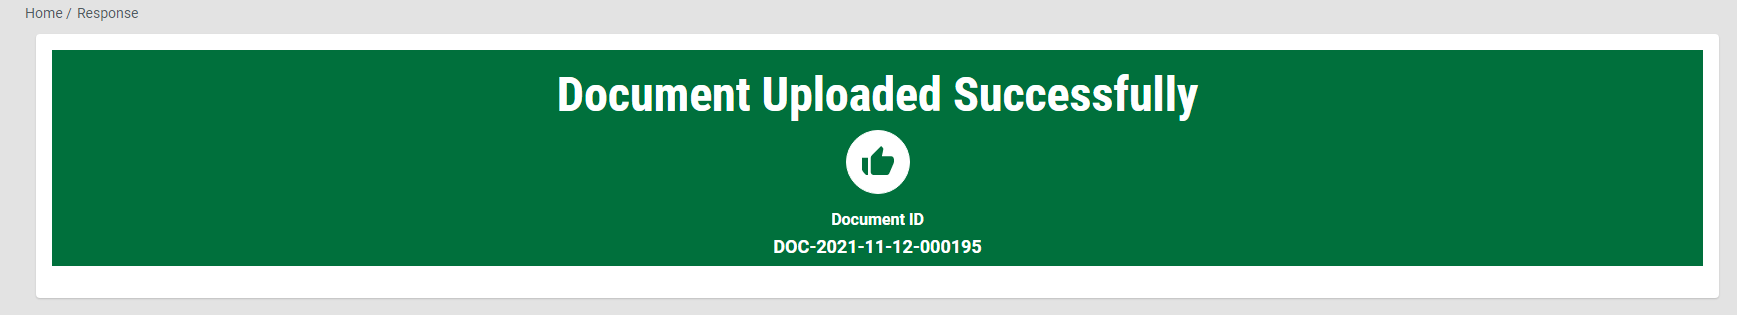 Home / Response
Document Uploaded Successfully
Document ID
DOC-2021-11-12-000195